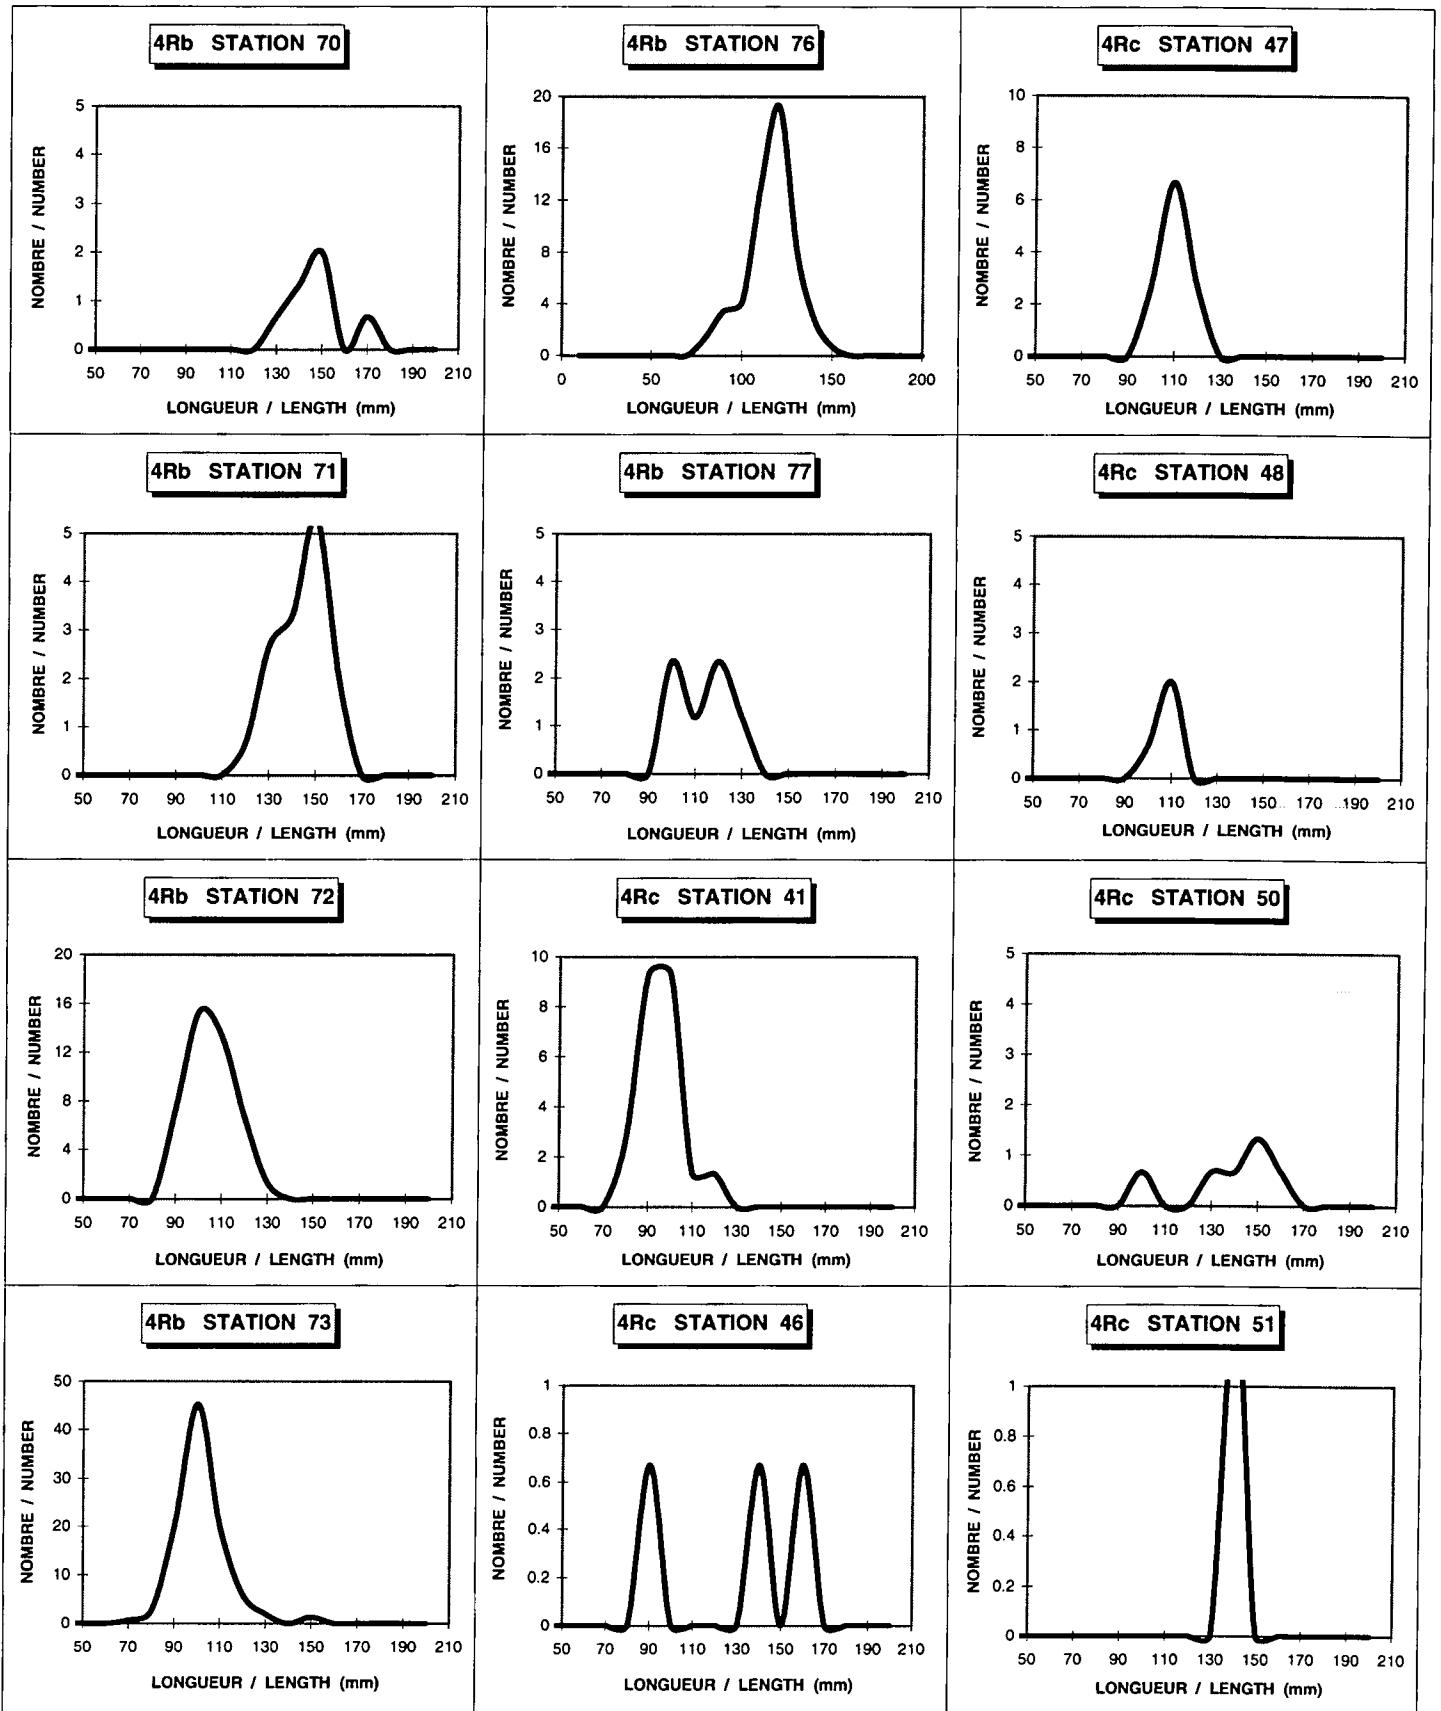 4Rb STATION 70
5
4
3
2
1
0
NOMBRE / NUMBER
50 70 90 110 130 150 170 190 210
LONGUEUR / LENGTH (mm)
4Rb STATION 76
20
16
12
8
4
0
NOMBRE / NUMBER
0 50 100 150 200
LONGUEUR / LENGTH (mm)
4Rc STATION 47
10
8
6
4
2
0
NOMBRE / NUMBER
50 70 90 110 130 150 170 190 210
LONGUEUR / LENGTH (mm)
4Rb STATION 71
5
4
3
2
1
0
NOMBRE / NUMBER
50 70 90 110 130 150 170 190 210
LONGUEUR / LENGTH (mm)
4Rb STATION 77
5
4
3
2
1
0
NOMBRE / NUMBER
50 70 90 110 130 150 170 190 210
LONGUEUR / LENGTH (mm)
4Rc STATION 48
5
4
3
2
1
0
NOMBRE / NUMBER
50 70 90 110 130 150 170 190 210
LONGUEUR / LENGTH (mm)
4Rb STATION 72
20
16
12
8
4
0
NOMBRE / NUMBER
50 70 90 110 130 150 170 190 210
LONGUEUR / LENGTH (mm)
4Rc STATION 41
10
8
6
4
2
0
NOMBRE / NUMBER
50 70 90 110 130 150 170 190 210
LONGUEUR / LENGTH (mm)
4Rc STATION 50
5
4
3
2
1
0
NOMBRE / NUMBER
50 70 90 110 130 150 170 190 210
LONGUEUR / LENGTH (mm)
4Rb STATION 73
50
40
30
20
10
0
NOMBRE / NUMBER
50 70 90 110 130 150 170 190 210
LONGUEUR / LENGTH (mm)
4Rc STATION 46
1
0.8
0.6
0.4
0.2
0
NOMBRE / NUMBER
50 70 90 110 130 150 170 190 210
LONGUEUR / LENGTH (mm)
4Rc STATION 51
1
0.8
0.6
0.4
0.2
0
NOMBRE / NUMBER
50 70 90 110 130 150 170 190 210
LONGUEUR / LENGTH (mm)